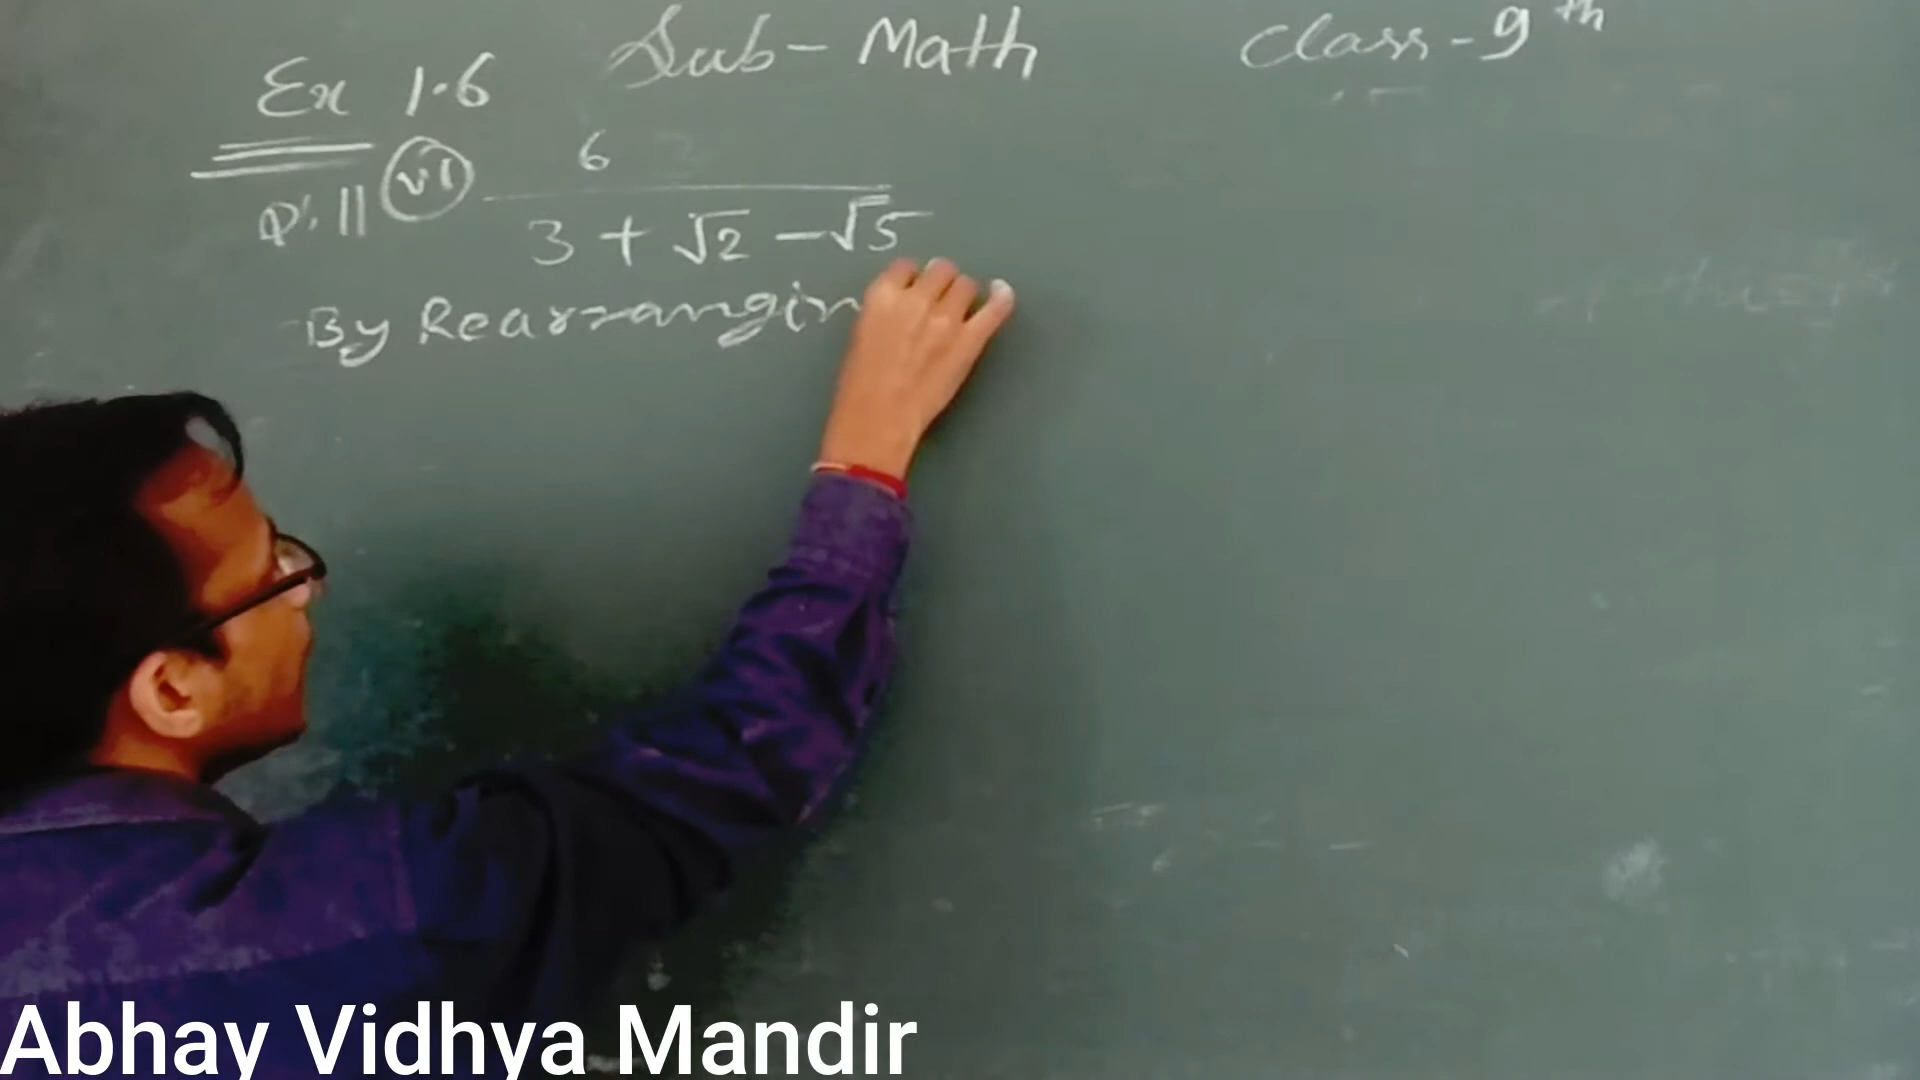 Sub- Math Class-9th
Ex 1.6
Q.11 (vi) 6
3 + √2 - √5
By Rearrangin
Abhay Vidhya Mandir